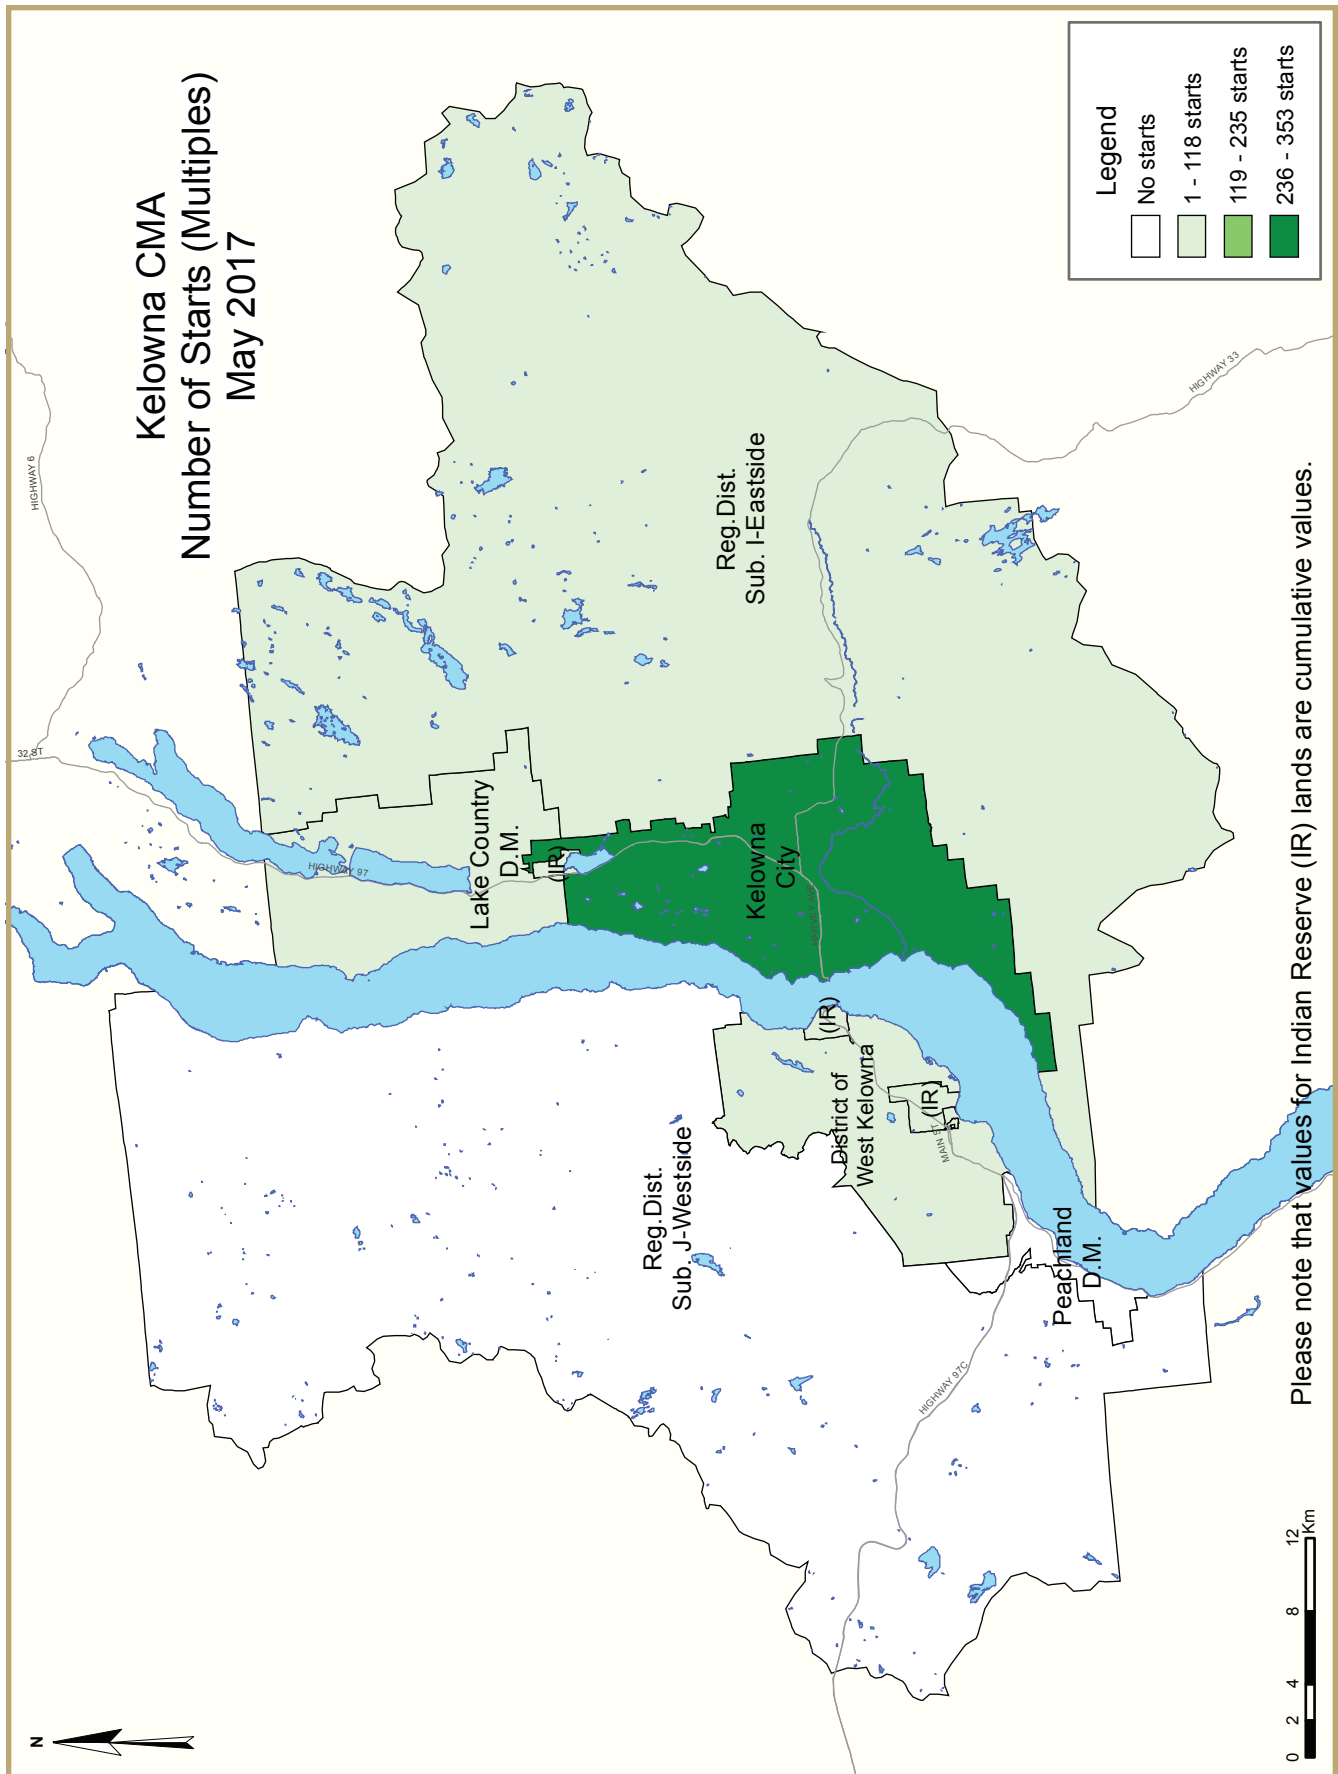 Kelowna CMA
Number of Starts (Multiples)
May 2017
Legend
No starts
1 - 118 starts
119 - 235 starts
236 - 353 starts
HIGHWAY 6
32 ST
HIGHWAY 97
HIGHWAY 33
Lake Country
D.M.
(IR)
Reg.Dist.
Sub. I-Eastside
Kelowna
City
(IR)
District of
West Kelowna
(IR)
MAIN ST
Reg.Dist.
Sub. J-Westside
Peachland
D.M.
HIGHWAY 97C
N
0 2 4 8 12
Km
Please note that values for Indian Reserve (IR) lands are cumulative values.